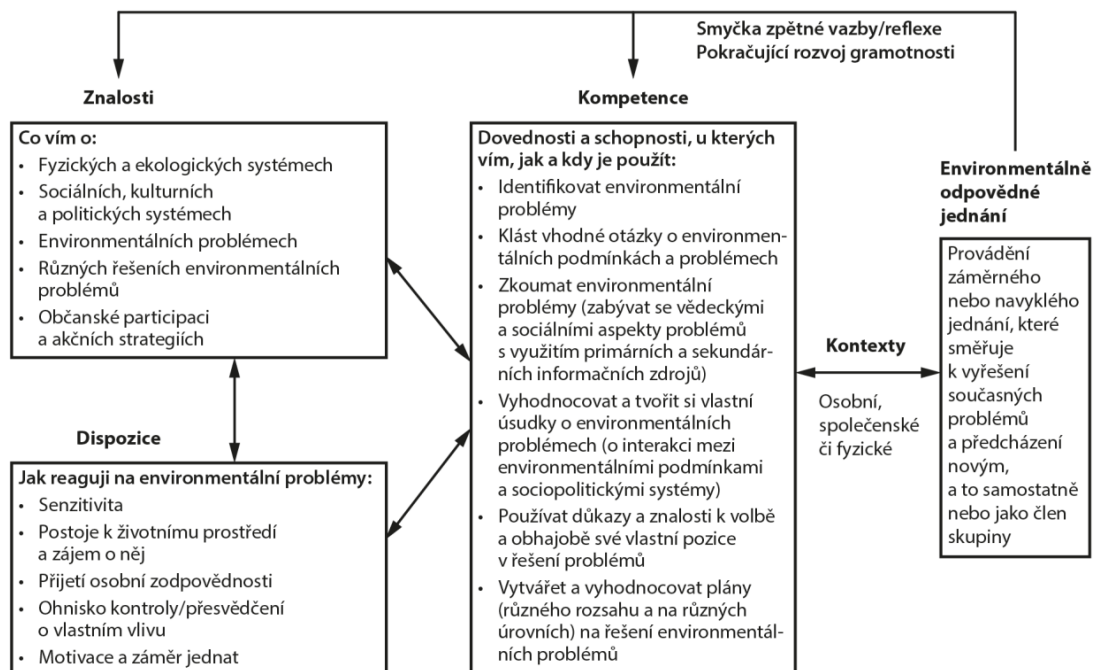 Smyčka zpětné vazby/reflexe
Pokračující rozvoj gramotnosti
Znalosti
Co vím o:
• Fyzických a ekologických systémech
• Sociálních, kulturních
a politických systémech
• Environmentálních problémech
• Různých řešeních environmentálních
problémů
• Občanské participaci
a akčních strategiích
Dispozice
Jak reaguji na environmentální problémy:
• Senzitivita
• Postoje k životnímu prostředí
a zájem o něj
• Přijetí osobní zodpovědnosti
• Ohnisko kontroly/přesvědčení
o vlastním vlivu
• Motivace a záměr jednat
Kompetence
Dovednosti a schopnosti, u kterých
vím, jak a kdy je použít:
• Identifikovat environmentální
problémy
• Klást vhodné otázky o environmen-
tálních podmínkách a problémech
• Zkoumat environmentální
problémy (zabývat se vědeckými
a sociálními aspekty problémů
s využitím primárních a sekundár-
ních informačních zdrojů)
• Vyhodnocovat a tvořit si vlastní
úsudky o environmentálních
problémech (o interakci mezi
environmentálními podmínkami
a sociopolitickými systémy)
• Používat důkazy a znalosti k volbě
a obhajobě své vlastní pozice
v řešení problémů
• Vytvářet a vyhodnocovat plány
(různého rozsahu a na různých
úrovních) na řešení environmentál-
ních problémů
Kontexty
Osobní,
společenské
či fyzické
Environmentálně
odpovědné
jednání
Provádění
záměrného
nebo navyklého
jednání, které
směřuje
k vyřešení
současných
problémů
a předcházení
novým,
a to samostatně
nebo jako člen
skupiny